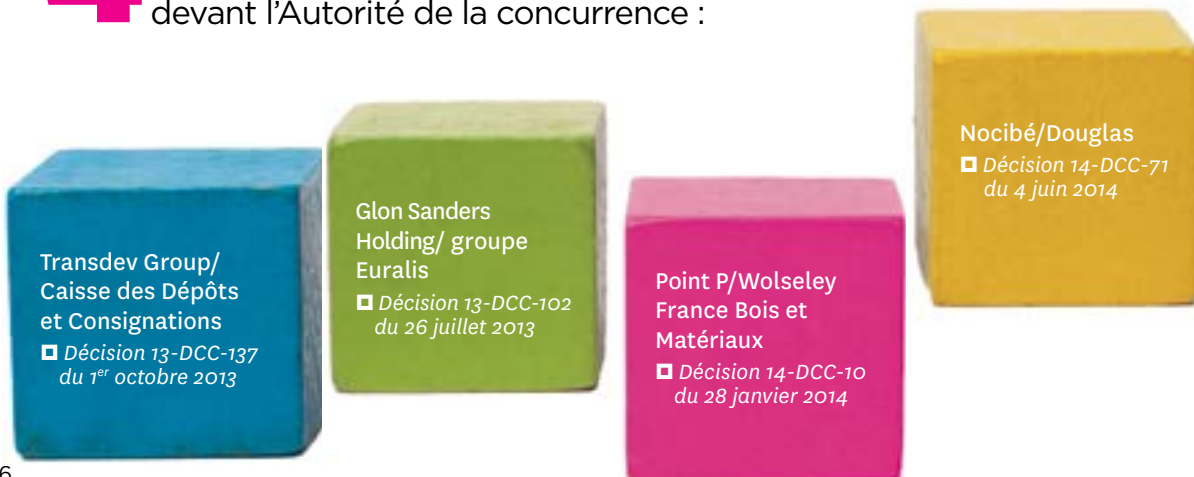 devant l'Autorité de la concurrence :
Transdev Group/
Caisse des Dépôts
et Consignations
Décision 13-DCC-137
du 1er octobre 2013
Glon Sanders
Holding/ groupe
Euralis
Décision 13-DCC-102
du 26 juillet 2013
Point P/Wolseley
France Bois et
Matériaux
Décision 14-DCC-10
du 28 janvier 2014
Nocibé/Douglas
Décision 14-DCC-71
du 4 juin 2014